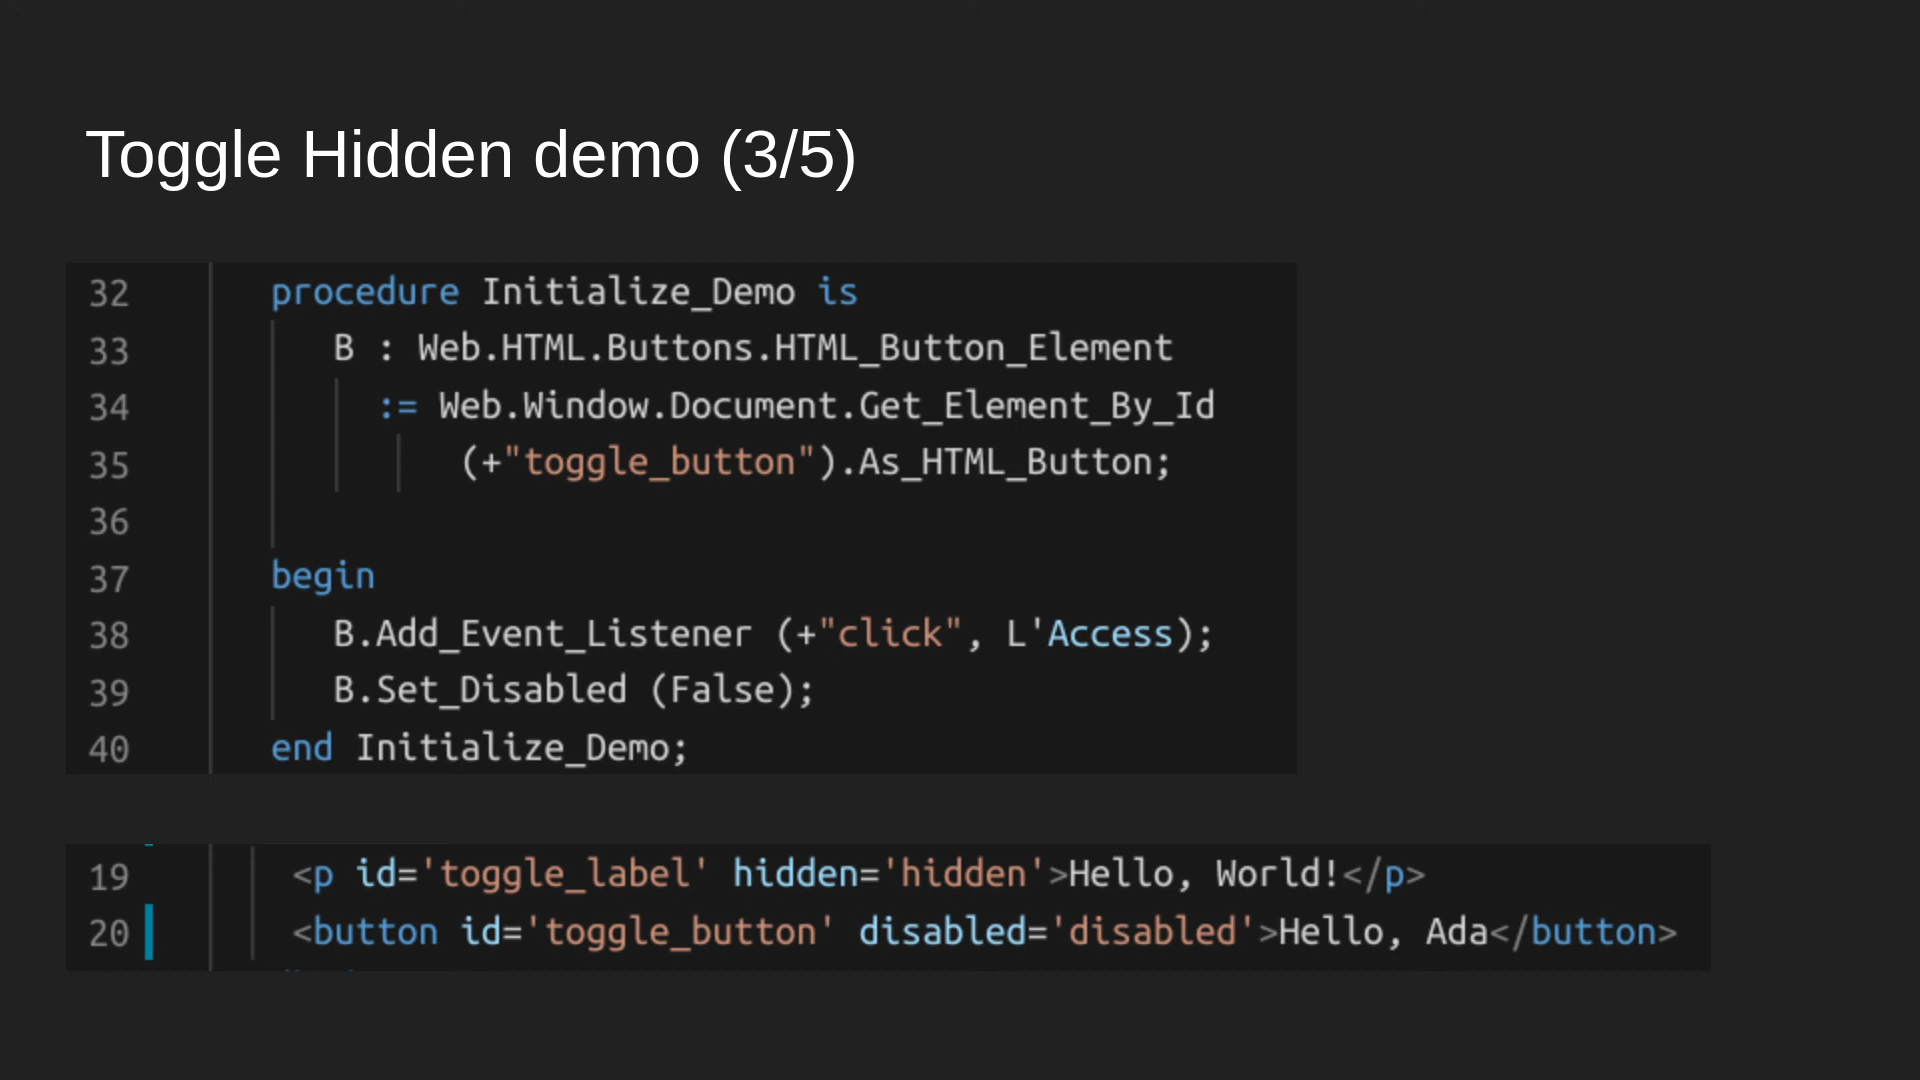 Toggle Hidden demo (3/5)
32 procedure Initialize_Demo is
33 B : Web.HTML.Buttons.HTML_Button_Element
34 := Web.Window.Document.Get_Element_By_Id
35 (+"toggle_button").As_HTML_Button;
36
37 begin
38 B.Add_Event_Listener (+"click", L'Access);
39 B.Set_Disabled (False);
40 end Initialize_Demo;
19 <p id='toggle_label' hidden='hidden'>Hello, World!</p>
20 <button id='toggle_button' disabled='disabled'>Hello, Ada</button>